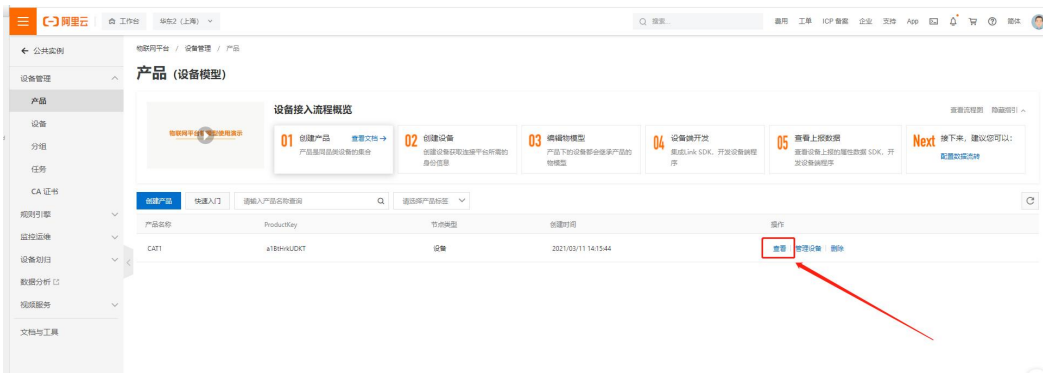 阿里云 工作台 华东2（上海） 搜索... 费用 工单 ICP 备案 企业 支持 App 简体
公共实例
物联网平台 / 设备管理 / 产品
产品（设备模型）
设备管理
产品
设备
分组
任务
CA 证书
规则引擎
监控运维
设备划归
数据分析
视频服务
文档与工具
设备接入流程概览
查看流程图 隐藏指引
01 创建产品 查看文档
产品是同品类设备的集合
02 创建设备
创建设备获取连接平台所需的
身份信息
03 编辑物模型
产品下的设备都会继承产品的
物模型
04 设备端开发
集成Link SDK，开发设备端程
序
05 查看上报数据
查看设备上报的属性数据 SDK，开
发设备端程序
Next 接下来，建议您可以：
配置数据流转
创建产品 快速入门 请输入产品名称查询 请选择产品标签
产品名称 ProductKey 节点类型 创建时间 操作
CAT1 a1BtHrkUDKT 设备 2021/03/11 14:15:44 查看 管理设备 删除